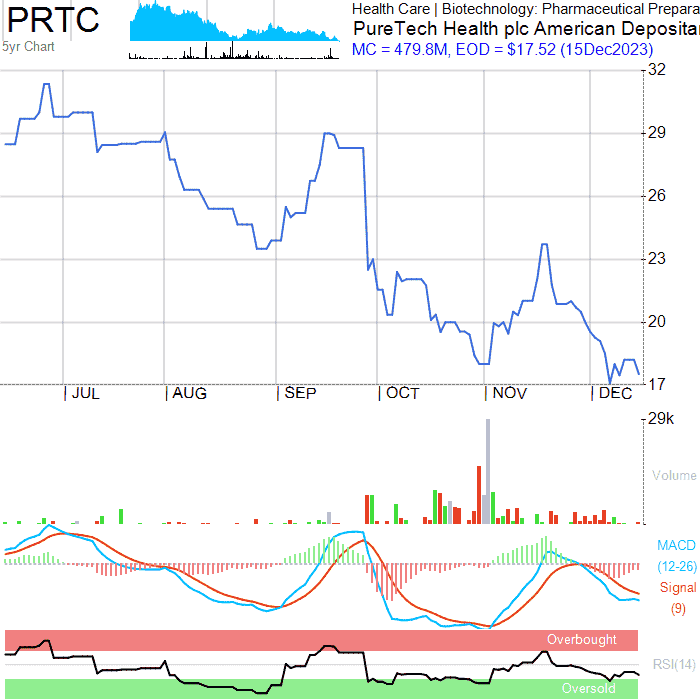 PRTC
5yr Chart
Health Care | Biotechnology: Pharmaceutical Prepara
PureTech Health plc American Depositar
MC = 479.8M, EOD = $17.52 (15Dec2023)
32
29
26
23
20
17
JUL
AUG
SEP
OCT
NOV
DEC
29k
Volume
MACD
(12-26)
Signal
(9)
Overbought
RSI(14)
Oversold